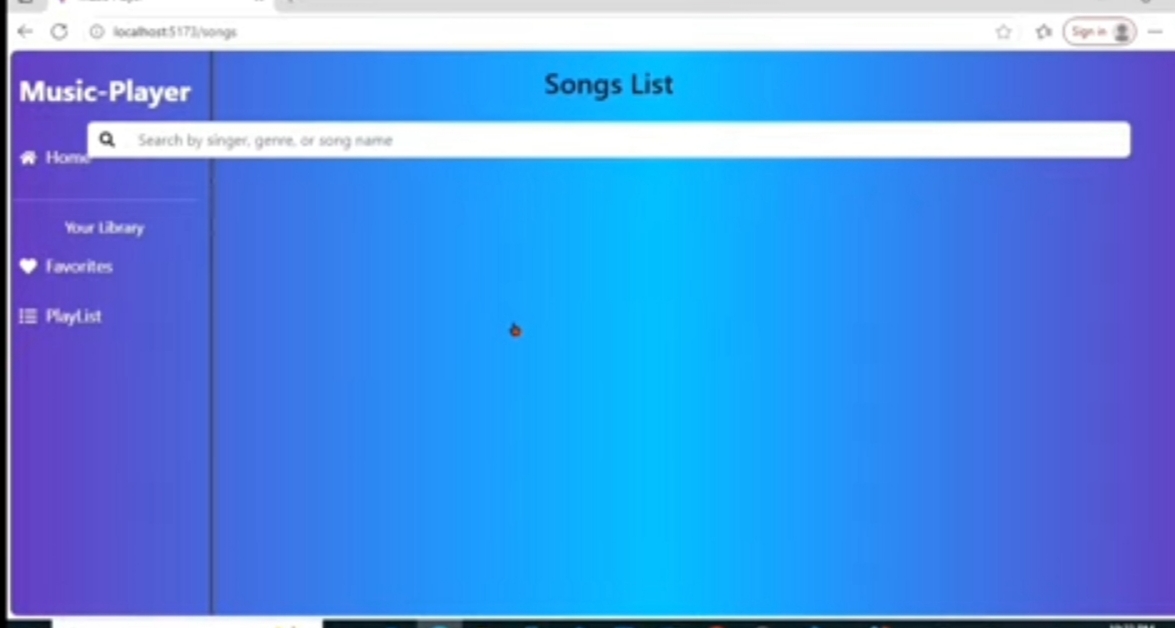 localhost:5173/songs
Sign in
Music-Player
Songs List
Search by singer, genre, or song name
Home
Your Library
Favorites
PlayList